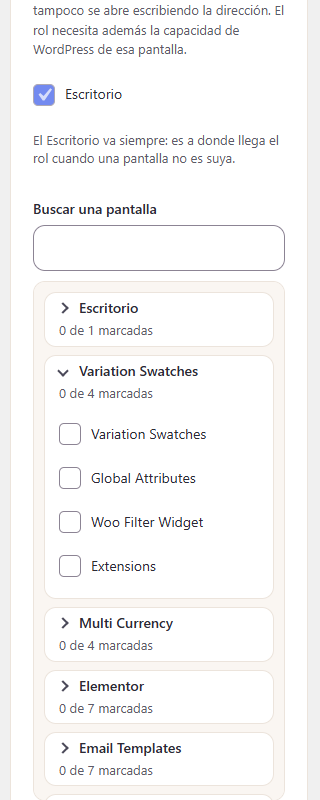 tampoco se abre escribiendo la dirección. El
rol necesita además la capacidad de
WordPress de esa pantalla.
Escritorio
El Escritorio va siempre: es a donde llega el
rol cuando una pantalla no es suya.
Buscar una pantalla
Escritorio
0 de 1 marcadas
Variation Swatches
0 de 4 marcadas
Variation Swatches
Global Attributes
Woo Filter Widget
Extensions
Multi Currency
0 de 4 marcadas
Elementor
0 de 7 marcadas
Email Templates
0 de 7 marcadas